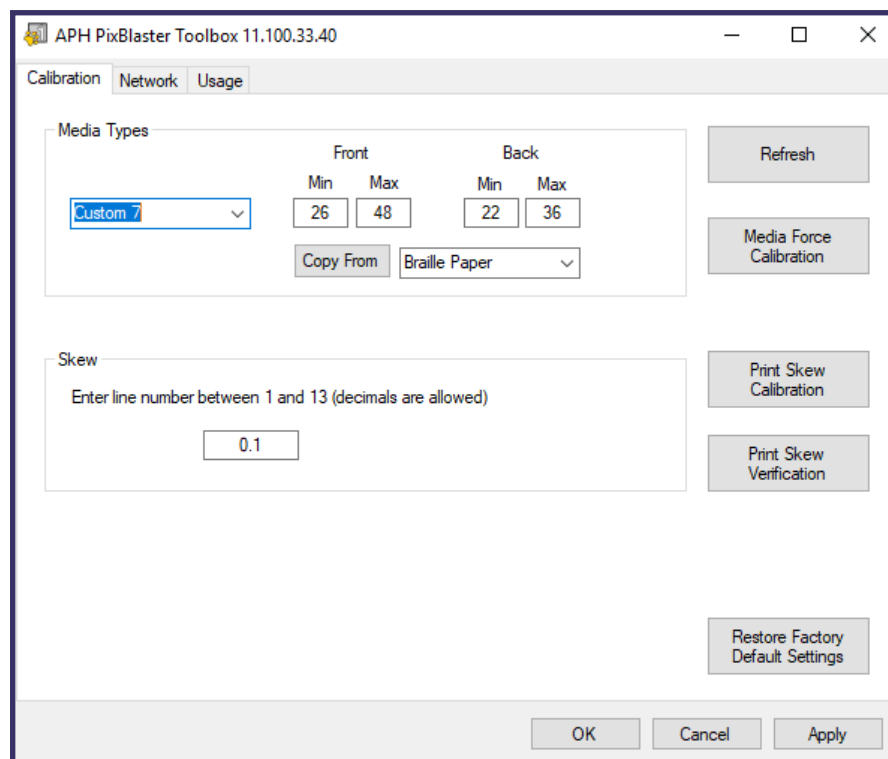 APH PixBlaster Toolbox 11.100.33.40
Calibration Network Usage
Media Types
Front Back
Min Max Min Max
Custom 7 26 48 22 36
Copy From Braille Paper
Refresh
Media Force
Calibration
Skew
Enter line number between 1 and 13 (decimals are allowed)
0.1
Print Skew
Calibration
Print Skew
Verification
Restore Factory
Default Settings
OK Cancel Apply